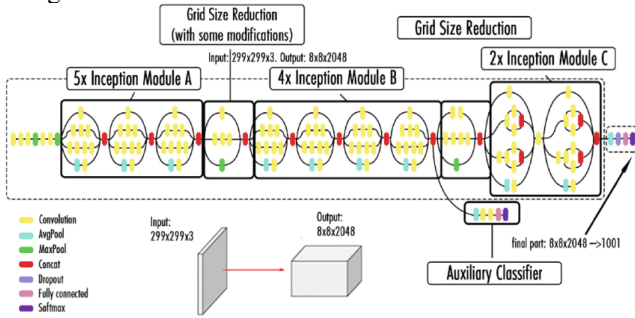 Grid Size Reduction
(with some modifications)
Grid Size Reduction
Input: 299x299x3. Output: 8x8x2048
5x Inception Module A
4x Inception Module B
2x Inception Module C
Convolution
AvgPool
MaxPool
Concat
Dropout
Fully connected
Softmax
Input:
299x299x3
Output:
8x8x2048
final part: 8x8x2048 —>1001
Auxiliary Classifier